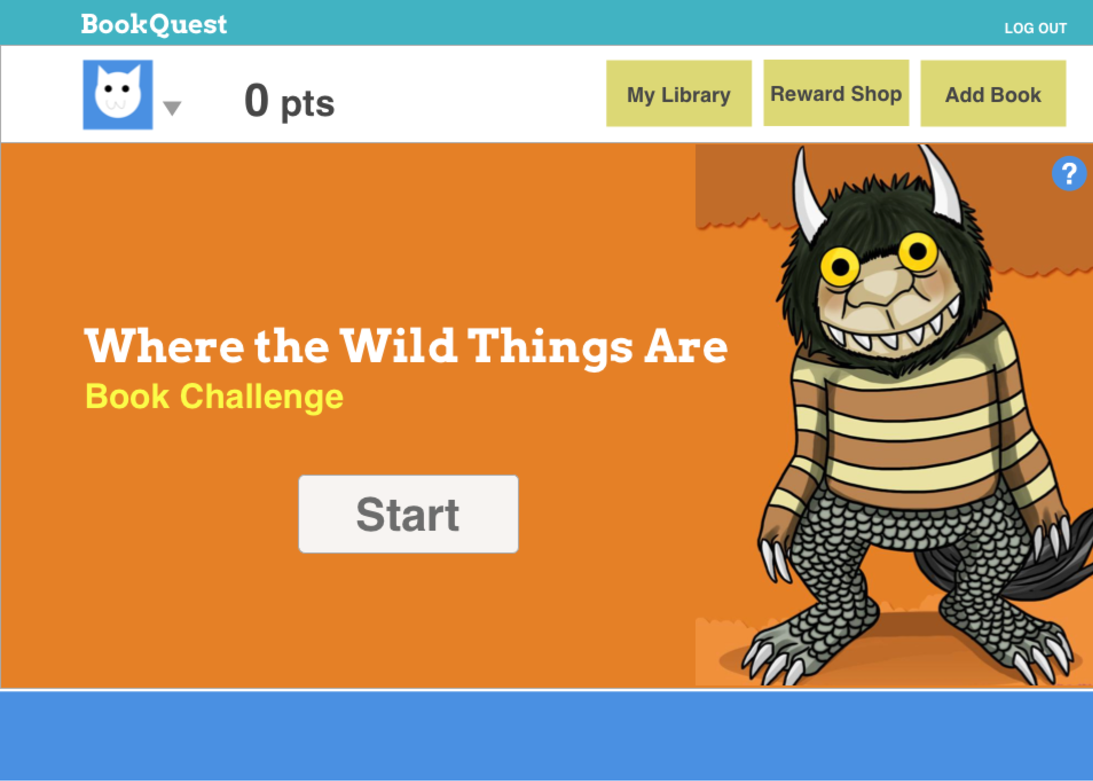 BookQuest
LOG OUT
0 pts
My Library
Reward Shop
Add Book
?
Where the Wild Things Are
Book Challenge
Start